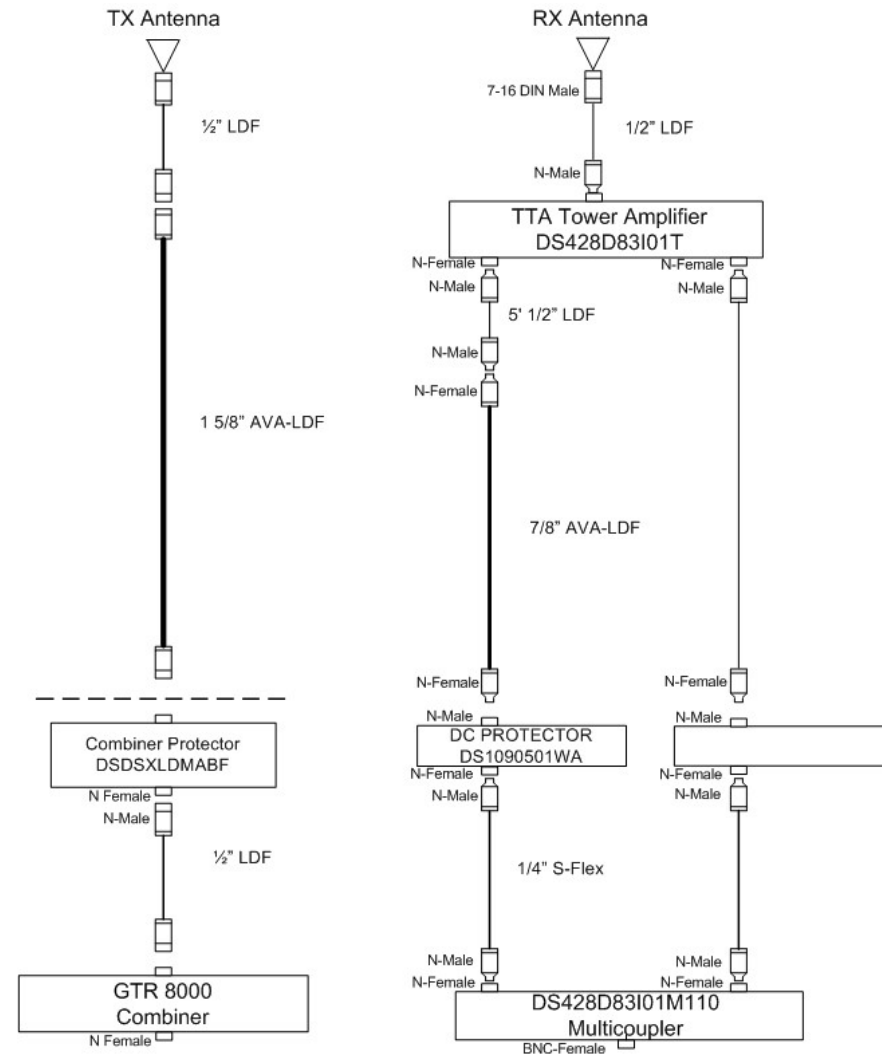 TX Antenna
½" LDF
1 5/8" AVA-LDF
Combiner Protector
DSDSXLDMABF
N Female
N-Male
½" LDF
GTR 8000
Combiner
N Female
RX Antenna
7-16 DIN Male
1/2" LDF
N-Male
TTA Tower Amplifier
DS428D83I01T
N-Female
N-Male
5' 1/2" LDF
N-Male
N-Female
7/8" AVA-LDF
N-Female
N-Male
DC PROTECTOR
DS1090501WA
N-Female
N-Male
1/4" S-Flex
N-Male
N-Female
N-Female
N-Male
N-Female
N-Male
N-Female
N-Male
N-Male
N-Female
DS428D83I01M110
Multicoupler
BNC-Female